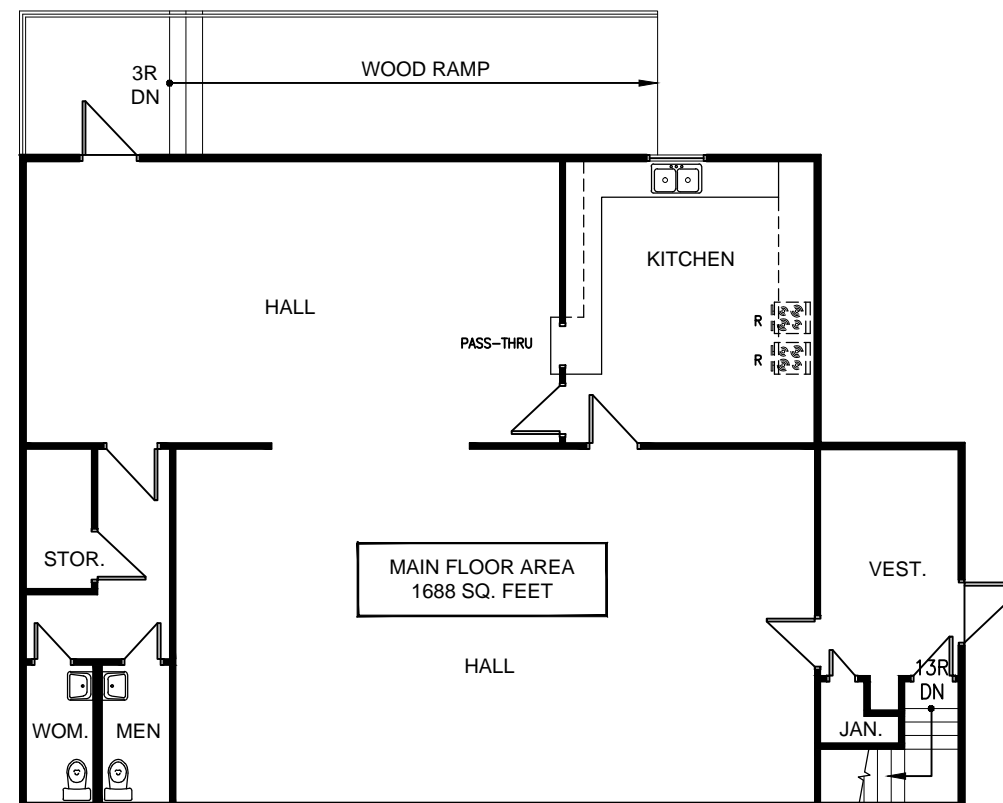 3R
DN
WOOD RAMP
KITCHEN
HALL
R
PASS-THRU
R
STOR.
MAIN FLOOR AREA
1688 SQ. FEET
VEST.
HALL
13R
DN
WOM.
MEN
JAN.